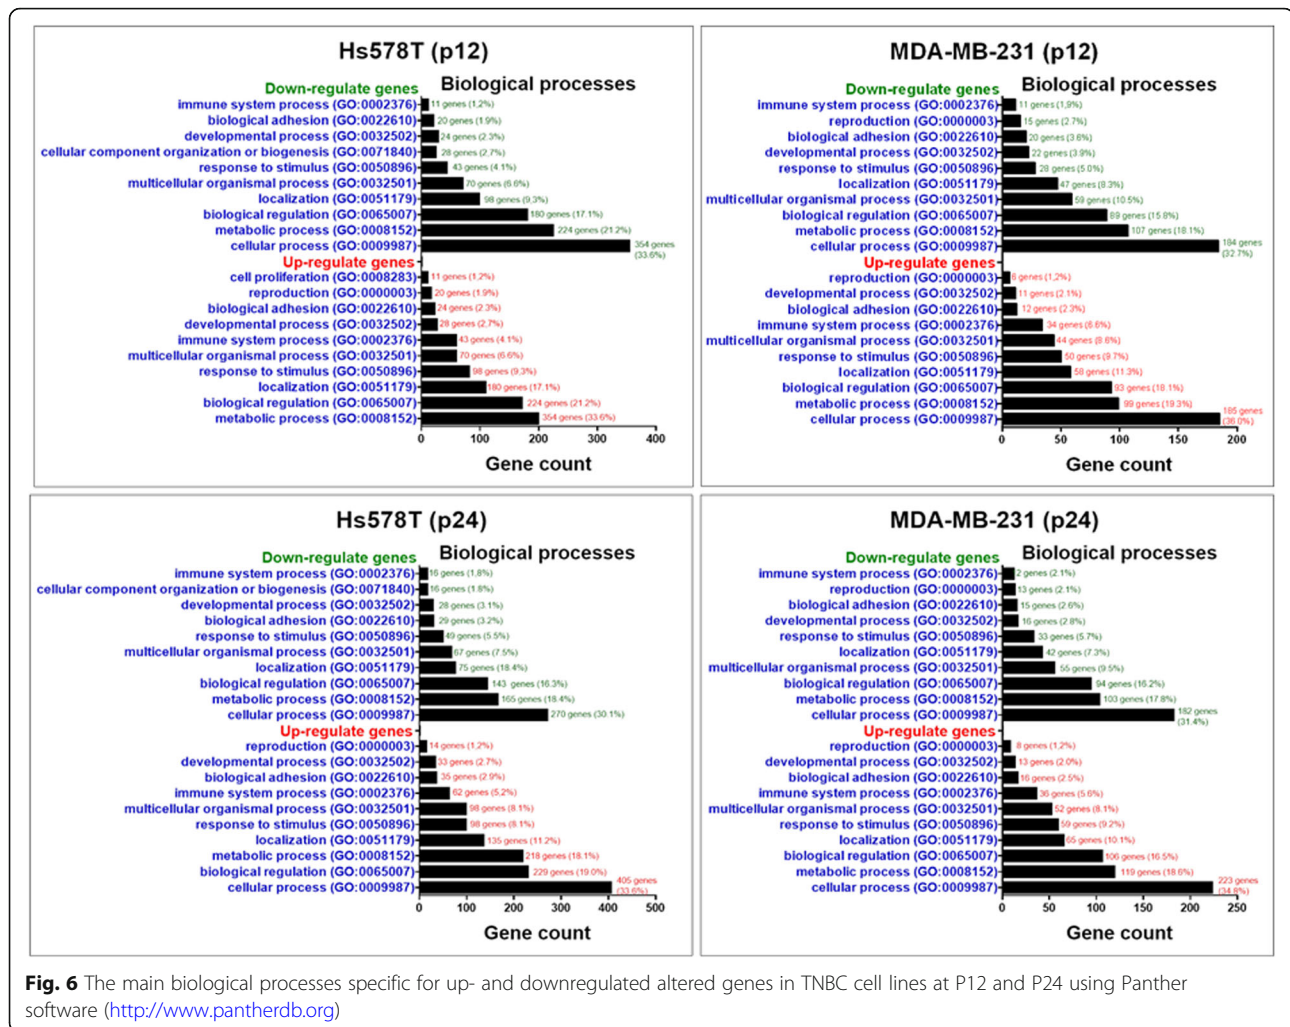 Hs578T (p12)
Down-regulate genes
Biological processes
immune system process (GO:0002376) 11 genes (1,2%)
biological adhesion (GO:0022610) 20 genes (1.9%)
developmental process (GO:0032502) 24 genes (2.3%)
cellular component organization or biogenesis (GO:0071840) 28 genes (2.7%)
response to stimulus (GO:0050896) 43 genes (4.1%)
multicellular organismal process (GO:0032501) 70 genes (6.6%)
localization (GO:0051179) 98 genes (9,3%)
biological regulation (GO:0065007) 180 genes (17.1%)
metabolic process (GO:0008152) 224 genes (21.2%)
cellular process (GO:0009987) 354 genes
(33.6%)
Up-regulate genes
cell proliferation (GO:0008283) 11 genes (1,2%)
reproduction (GO:0000003) 20 genes (1.9%)
biological adhesion (GO:0022610) 24 genes (2.3%)
developmental process (GO:0032502) 28 genes (2.7%)
immune system process (GO:0002376) 43 genes (4.1%)
multicellular organismal process (GO:0032501) 70 genes (6.6%)
response to stimulus (GO:0050896) 98 genes (9,3%)
localization (GO:0051179) 180 genes (17.1%)
biological regulation (GO:0065007) 224 genes (21.2%)
metabolic process (GO:0008152) 354 genes (33.6%)
0 100 200 300 400
Gene count
MDA-MB-231 (p12)
Down-regulate genes
Biological processes
immune system process (GO:0002376) 11 genes (1,9%)
reproduction (GO:0000003) 15 genes (2.7%)
biological adhesion (GO:0022610) 20 genes (3.6%)
developmental process (GO:0032502) 22 genes (3.9%)
response to stimulus (GO:0050896) 28 genes (5.0%)
localization (GO:0051179) 47 genes (8.3%)
multicellular organismal process (GO:0032501) 59 genes (10.5%)
biological regulation (GO:0065007) 89 genes (15.8%)
metabolic process (GO:0008152) 107 genes (18.1%)
cellular process (GO:0009987) 184 genes
(32.7%)
Up-regulate genes
reproduction (GO:0000003) 6 genes (1,2%)
developmental process (GO:0032502) 11 genes (2.1%)
biological adhesion (GO:0022610) 12 genes (2.3%)
immune system process (GO:0002376) 34 genes (6.6%)
multicellular organismal process (GO:0032501) 44 genes (8.6%)
response to stimulus (GO:0050896) 50 genes (9.7%)
localization (GO:0051179) 58 genes (11.3%)
biological regulation (GO:0065007) 93 genes (18.1%)
metabolic process (GO:0008152) 99 genes (19.3%)
cellular process (GO:0009987) 185 genes
(36.0%)
0 50 100 150 200
Gene count
Hs578T (p24)
Down-regulate genes
Biological processes
immune system process (GO:0002376) 16 genes (1,8%)
cellular component organization or biogenesis (GO:0071840) 16 genes (1.8%)
developmental process (GO:0032502) 28 genes (3.1%)
biological adhesion (GO:0022610) 29 genes (3.2%)
response to stimulus (GO:0050896) 49 genes (5.5%)
multicellular organismal process (GO:0032501) 67 genes (7.5%)
localization (GO:0051179) 75 genes (18.4%)
biological regulation (GO:0065007) 143 genes (16.3%)
metabolic process (GO:0008152) 165 genes (18.4%)
cellular process (GO:0009987) 270 genes (30.1%)
Up-regulate genes
reproduction (GO:0000003) 14 genes (1,2%)
developmental process (GO:0032502) 33 genes (2.7%)
biological adhesion (GO:0022610) 35 genes (2.9%)
immune system process (GO:0002376) 62 genes (5.2%)
multicellular organismal process (GO:0032501) 98 genes (8.1%)
response to stimulus (GO:0050896) 98 genes (8.1%)
localization (GO:0051179) 135 genes (11.2%)
metabolic process (GO:0008152) 218 genes (18.1%)
biological regulation (GO:0065007) 229 genes (19.0%)
cellular process (GO:0009987) 405 genes
(33.6%)
0 100 200 300 400 500
Gene count
MDA-MB-231 (p24)
Down-regulate genes
Biological processes
immune system process (GO:0002376) 2 genes (2.1%)
reproduction (GO:0000003) 13 genes (2.1%)
biological adhesion (GO:0022610) 15 genes (2.6%)
developmental process (GO:0032502) 16 genes (2.8%)
response to stimulus (GO:0050896) 33 genes (5.7%)
localization (GO:0051179) 42 genes (7.3%)
multicellular organismal process (GO:0032501) 55 genes (9.5%)
biological regulation (GO:0065007) 94 genes (16.2%)
metabolic process (GO:0008152) 103 genes (17.8%)
cellular process (GO:0009987) 182 genes
(31.4%)
Up-regulate genes
reproduction (GO:0000003) 8 genes (1,2%)
developmental process (GO:0032502) 13 genes (2.0%)
biological adhesion (GO:0022610) 16 genes (2.5%)
immune system process (GO:0002376) 36 genes (5.6%)
multicellular organismal process (GO:0032501) 52 genes (8.1%)
response to stimulus (GO:0050896) 59 genes (9.2%)
localization (GO:0051179) 65 genes (10.1%)
biological regulation (GO:0065007) 106 genes (16.5%)
metabolic process (GO:0008152) 119 genes (18.6%)
cellular process (GO:0009987) 223 genes
(34.8%)
0 50 100 150 200 250
Gene count
Fig. 6 The main biological processes specific for up- and downregulated altered genes in TNBC cell lines at P12 and P24 using Panther
software (http://www.pantherdb.org)